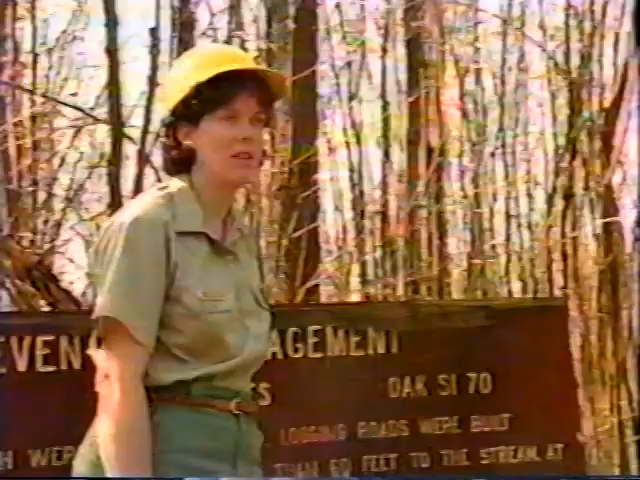 EVEN AGEMENT
S OAK SI 70
LOGGING ROADS WERE BUILT
H WER THAN 60 FEET TO THE STREAM. AT